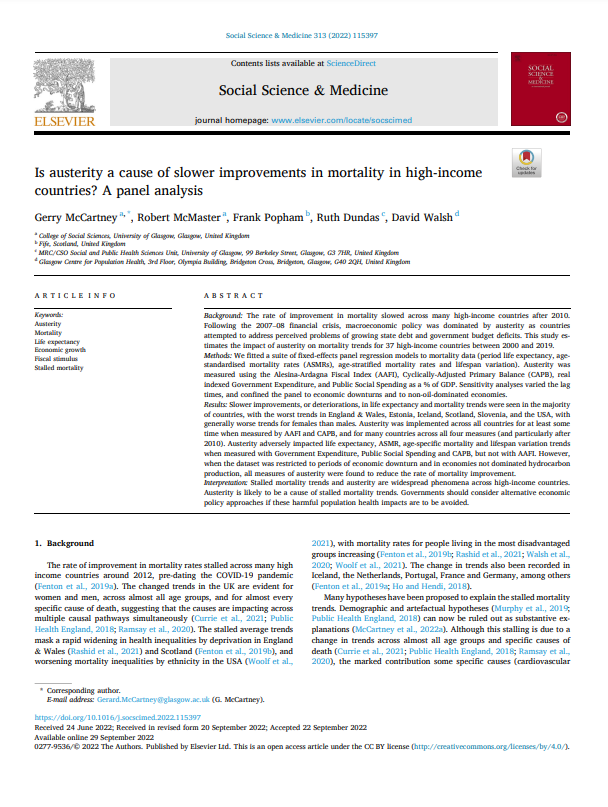 Social Science & Medicine 313 (2022) 115397
Contents lists available at ScienceDirect
Social Science & Medicine
journal homepage: www.elsevier.com/locate/socscimed
ELSEVIER
SOCIAL
SCIENCE
& MEDICINE
Check for
updates
Is austerity a cause of slower improvements in mortality in high-income
countries? A panel analysis
Gerry McCartney a,*, Robert McMaster a, Frank Popham b, Ruth Dundas c, David Walsh d
a College of Social Sciences, University of Glasgow, Glasgow, United Kingdom
b Fife, Scotland, United Kingdom
c MRC/CSO Social and Public Health Sciences Unit, University of Glasgow, 99 Berkeley Street, Glasgow, G3 7HR, United Kingdom
d Glasgow Centre for Population Health, 3rd Floor, Olympia Building, Bridgeton Cross, Bridgeton, Glasgow, G40 2QH, United Kingdom
ARTICLE INFO
Keywords:
Austerity
Mortality
Life expectancy
Economic growth
Fiscal stimulus
Stalled mortality
ABSTRACT
Background: The rate of improvement in mortality slowed across many high-income countries after 2010.
Following the 2007–08 financial crisis, macroeconomic policy was dominated by austerity as countries
attempted to address perceived problems of growing state debt and government budget deficits. This study es-
timates the impact of austerity on mortality trends for 37 high-income countries between 2000 and 2019.
Methods: We fitted a suite of fixed-effects panel regression models to mortality data (period life expectancy, age-
standardised mortality rates (ASMRs), age-stratified mortality rates and lifespan variation). Austerity was
measured using the Alesina-Ardagna Fiscal Index (AAFI), Cyclically-Adjusted Primary Balance (CAPB), real
indexed Government Expenditure, and Public Social Spending as a % of GDP. Sensitivity analyses varied the lag
times, and confined the panel to economic downturns and to non-oil-dominated economies.
Results: Slower improvements, or deteriorations, in life expectancy and mortality trends were seen in the majority
of countries, with the worst trends in England & Wales, Estonia, Iceland, Scotland, Slovenia, and the USA, with
generally worse trends for females than males. Austerity was implemented across all countries for at least some
time when measured by AAFI and CAPB, and for many countries across all four measures (and particularly after
2010). Austerity adversely impacted life expectancy, ASMR, age-specific mortality and lifespan variation trends
when measured with Government Expenditure, Public Social Spending and CAPB, but not with AAFI. However,
when the dataset was restricted to periods of economic downturn and in economies not dominated hydrocarbon
production, all measures of austerity were found to reduce the rate of mortality improvement.
Interpretation: Stalled mortality trends and austerity are widespread phenomena across high-income countries.
Austerity is likely to be a cause of stalled mortality trends. Governments should consider alternative economic
policy approaches if these harmful population health impacts are to be avoided.
1. Background
The rate of improvement in mortality rates stalled across many high
income countries around 2012, pre-dating the COVID-19 pandemic
(Fenton et al., 2019a). The changed trends in the UK are evident for
women and men, across almost all age groups, and for almost every
specific cause of death, suggesting that the causes are impacting across
multiple causal pathways simultaneously (Currie et al., 2021; Public
Health England, 2018; Ramsay et al., 2020). The stalled average trends
mask a rapid widening in health inequalities by deprivation in England
& Wales (Rashid et al., 2021) and Scotland (Fenton et al., 2019b), and
worsening mortality inequalities by ethnicity in the USA (Woolf et al.,
2021), with mortality rates for people living in the most disadvantaged
groups increasing (Fenton et al., 2019b; Rashid et al., 2021; Walsh et al.,
2020; Woolf et al., 2021). The change in trends also been recorded in
Iceland, the Netherlands, Portugal, France and Germany, among others
(Fenton et al., 2019a; Ho and Hendi, 2018).
Many hypotheses have been proposed to explain the stalled mortality
trends. Demographic and artefactual hypotheses (Murphy et al., 2019;
Public Health England, 2018) can now be ruled out as substantive ex-
planations (McCartney et al., 2022a). Although this stalling is due to a
change in trends across almost all age groups and specific causes of
death (Currie et al., 2021; Public Health England, 2018; Ramsay et al.,
2020), the marked contribution some specific causes (cardiovascular
* Corresponding author.
E-mail address: Gerard.McCartney@glasgow.ac.uk (G. McCartney).
https://doi.org/10.1016/j.socscimed.2022.115397
Received 24 June 2022; Received in revised form 20 September 2022; Accepted 22 September 2022
Available online 29 September 2022
0277-9536/© 2022 The Authors. Published by Elsevier Ltd. This is an open access article under the CC BY license (http://creativecommons.org/licenses/by/4.0/).